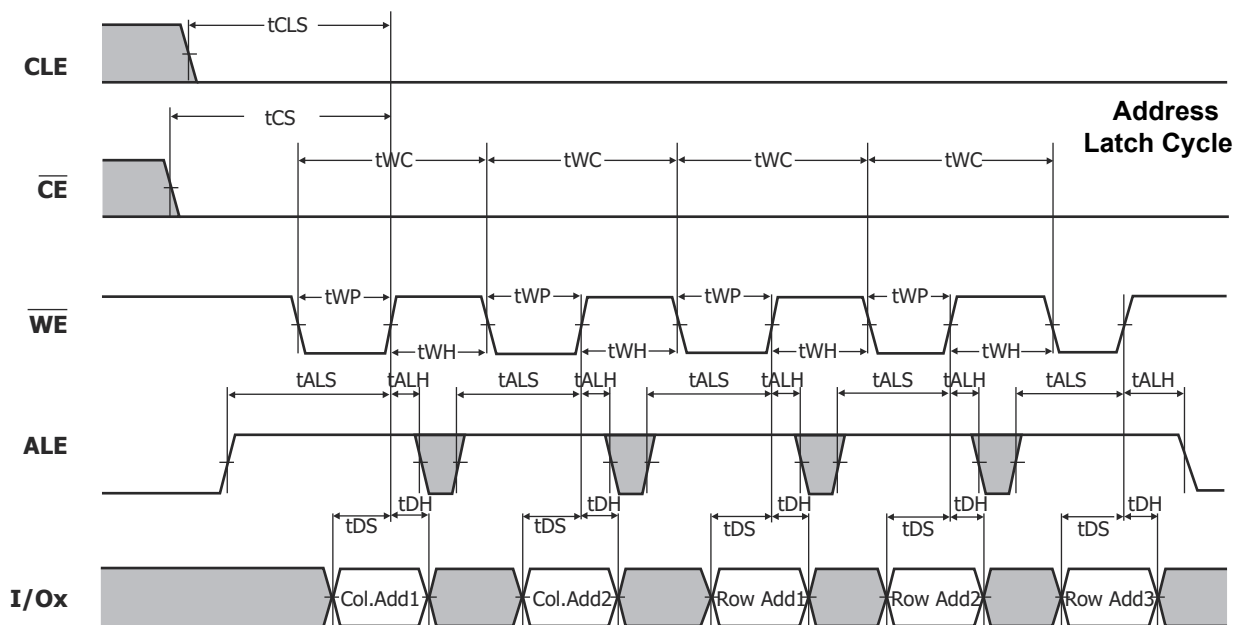 tCLS
CLE
tCS
Address
Latch Cycle
tWC tWC tWC tWC
CE
tWP tWP tWP tWP
WE
tWH tWH tWH tWH
tALS tALH tALS tALH tALS tALH tALS tALH tALS tALH
ALE
tDH tDH tDH tDH tDH
tDS tDS tDS tDS tDS
I/Ox Col.Add1 Col.Add2 Row Add1 Row Add2 Row Add3